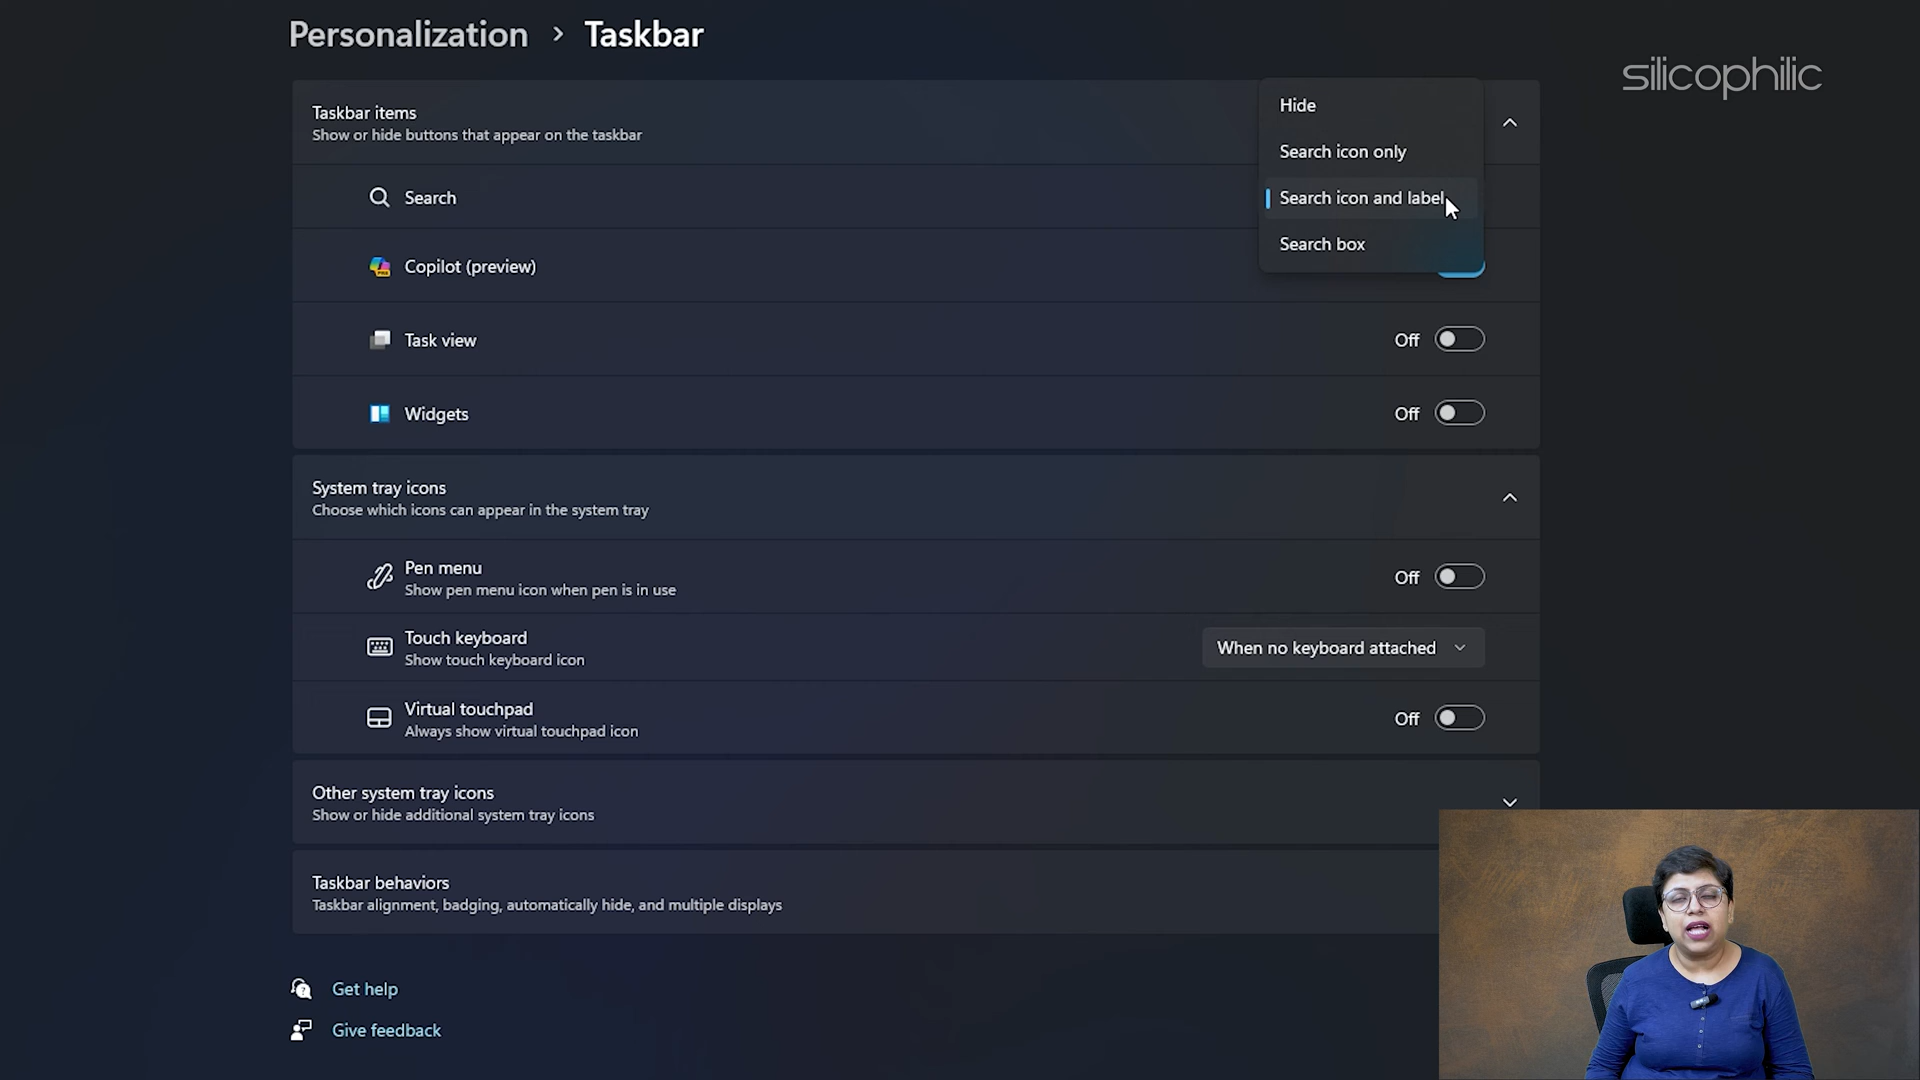 Personalization > Taskbar
silicophilic
Taskbar items
Show or hide buttons that appear on the taskbar
Hide
Search icon only
Search
Search icon and label
Search box
Copilot (preview)
Task view
Off
Widgets
Off
System tray icons
Choose which icons can appear in the system tray
Pen menu
Show pen menu icon when pen is in use
Off
Touch keyboard
Show touch keyboard icon
When no keyboard attached
Virtual touchpad
Always show virtual touchpad icon
Off
Other system tray icons
Show or hide additional system tray icons
Taskbar behaviors
Taskbar alignment, badging, automatically hide, and multiple displays
Get help
Give feedback